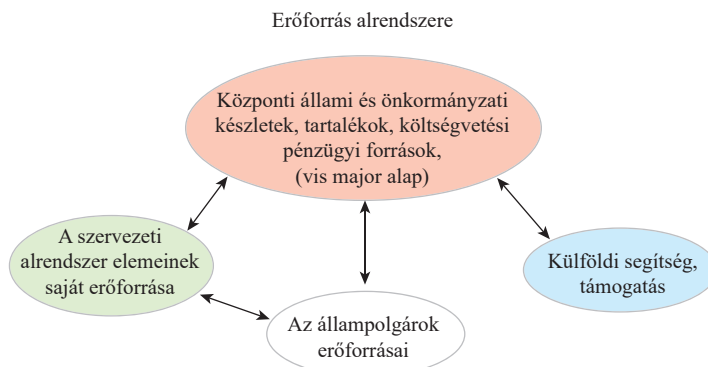 Erőforrás alrendszere
Központi állami és önkormányzati
készletek, tartalékok, költségvetési
pénzügyi források,
(vis major alap)
A szervezeti
alrendszer elemeinek
saját erőforrása
Külföldi segítség,
támogatás
Az állampolgárok
erőforrásai